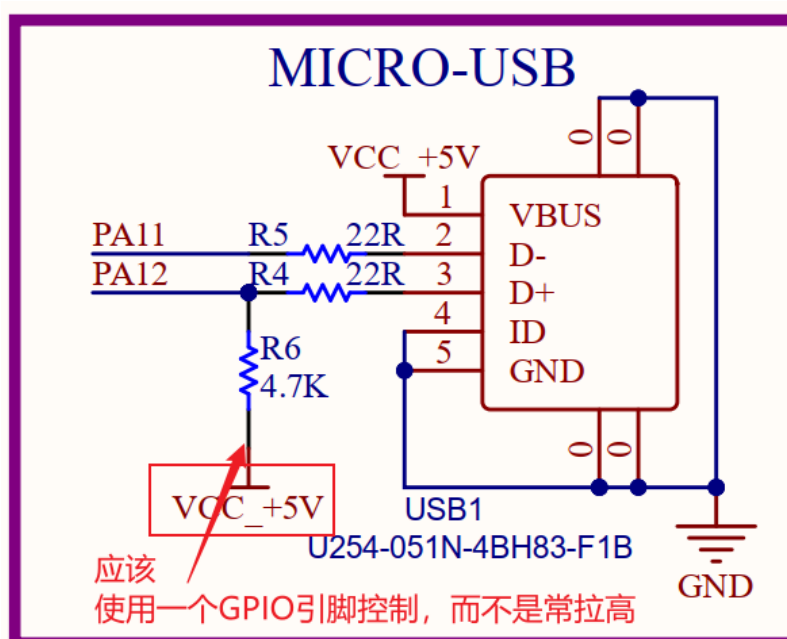 MICRO-USB
VCC_+5V
1
VBUS
PA11
R5
22R
2
D-
PA12
R4
22R
3
D+
4
ID
5
GND
R6
4.7K
0
0
0
0
VCC_+5V
USB1
U254-051N-4BH83-F1B
GND
应该
使用一个GPIO引脚控制，而不是常拉高